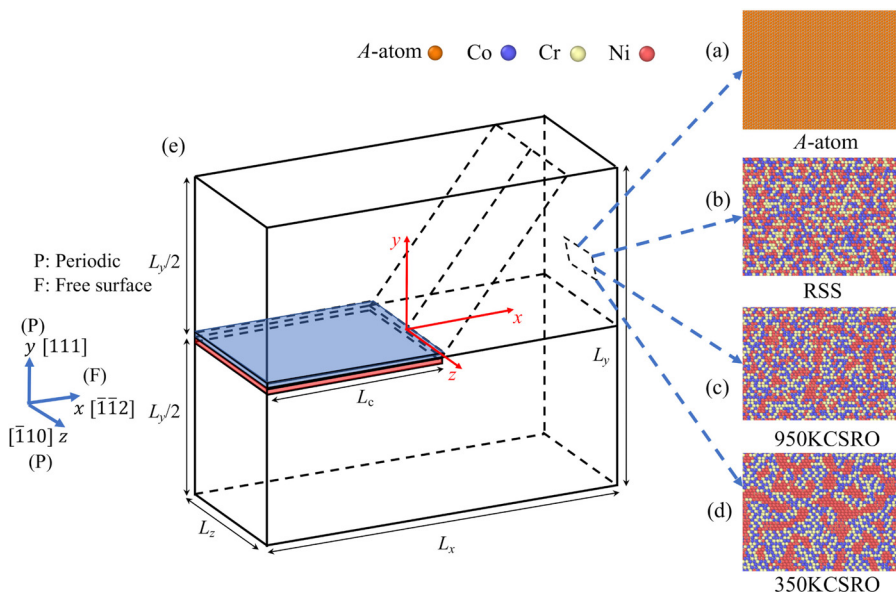 A-atom Co Cr Ni
(a)
A-atom
(b)
RSS
(c)
950KCSRO
(d)
350KCSRO
(e)
P: Periodic
F: Free surface
(P)
y [111]
(F)
x [1̄1̄2]
[1̄10] z
(P)
Ly/2
Ly/2
y
x
z
Lc
Ly
Lz
Lx